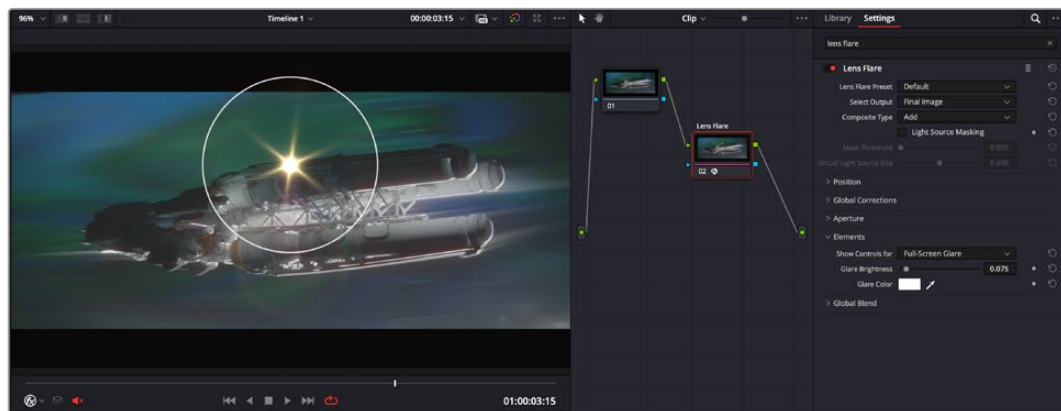 96%
Timeline 1
00:00:03:15
Clip
Library Settings
lens flare
Lens Flare
Lens Flare Preset Default
Select Output Final Image
Composite Type Add
Light Source Masking
Mask Threshold 0.000
Virtual Light Source Size 0.500
Position
Global Corrections
Aperture
Elements
Show Controls for Full-Screen Glare
Glare Brightness 0.075
Glare Color
Global Blend
01
Lens Flare
02
01:00:03:15